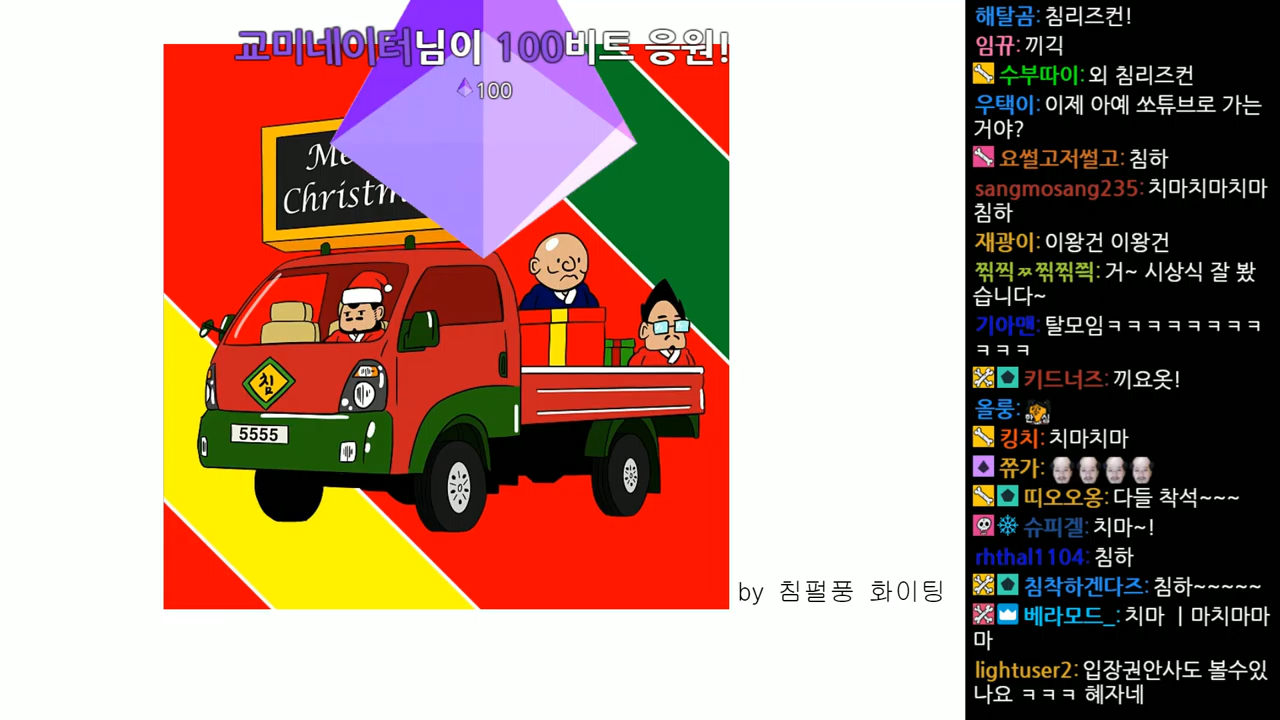 교미네이터님이 100비트 응원!
100
Me
Christm
침
5555
by 침펄풍 화이팅
해탈곰: 침리즈컨!
임뀨: 끼긱
수부따이: 외 침리즈컨
우택이: 이제 아예 쏘튜브로 가는
거야?
요썰고저썰고: 침하
sangmosang235: 치마치마치마
침하
재광이: 이왕건 이왕건
찎찍ㅉ찎찎쯱: 거~ 시상식 잘 봤
습니다~
기아맨: 탈모임ㅋㅋㅋㅋㅋㅋㅋㅋ
ㅋㅋㅋ
키드너즈: 끼요옷!
올룽:
킹치: 치마치마
쮸가:
띠오오옹: 다들 착석~~~
슈피겔: 치마~!
rhthal1104: 침하
침착하겐다즈: 침하~~~~~
베라모드_: 치마ㅣ마치마마
마
lightuser2: 입장권안사도 볼수있
나요 ㅋㅋㅋ 혜자네